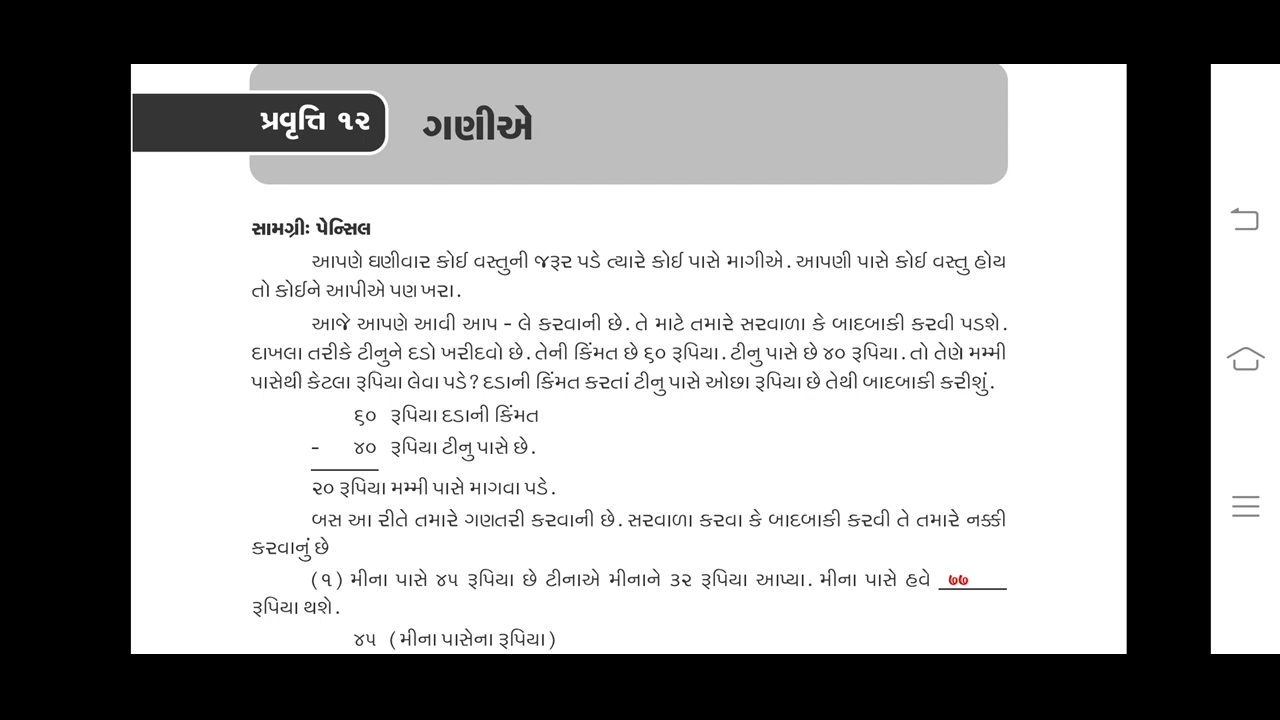 પ્રવૃત્તિ ૧૨
ગણીએ
સામગ્રીઃ પેન્સિલ
આપણે ઘણીવાર કોઈ વસ્તુની જરૂર પડે ત્યારે કોઈ પાસે માગીએ. આપણી પાસે કોઈ વસ્તુ હોય
તો કોઈને આપીએ પણ ખરા.
આજે આપણે આવી આપ - લે કરવાની છે. તે માટે તમારે સરવાળા કે બાદબાકી કરવી પડશે.
દાખલા તરીકે ટીનુને દડો ખરીદવો છે. તેની કિંમત છે ૬૦ રૂપિયા. ટીનુ પાસે છે ૪૦ રૂપિયા. તો તેણે મમ્મી
પાસેથી કેટલા રૂપિયા લેવા પડે? દડાની કિંમત કરતાં ટીનુ પાસે ઓછા રૂપિયા છે તેથી બાદબાકી કરીશું.
૬૦ રૂપિયા દડાની કિંમત
- ૪૦ રૂપિયા ટીનુ પાસે છે.
૨૦ રૂપિયા મમ્મી પાસે માગવા પડે.
બસ આ રીતે તમારે ગણતરી કરવાની છે. સરવાળા કરવા કે બાદબાકી કરવી તે તમારે નક્કી
કરવાનું છે
(૧) મીના પાસે ૪૫ રૂપિયા છે ટીનાએ મીનાને ૩૨ રૂપિયા આપ્યા. મીના પાસે હવે ૭૭
રૂપિયા થશે.
૪૫ (મીના પાસેના રૂપિયા)